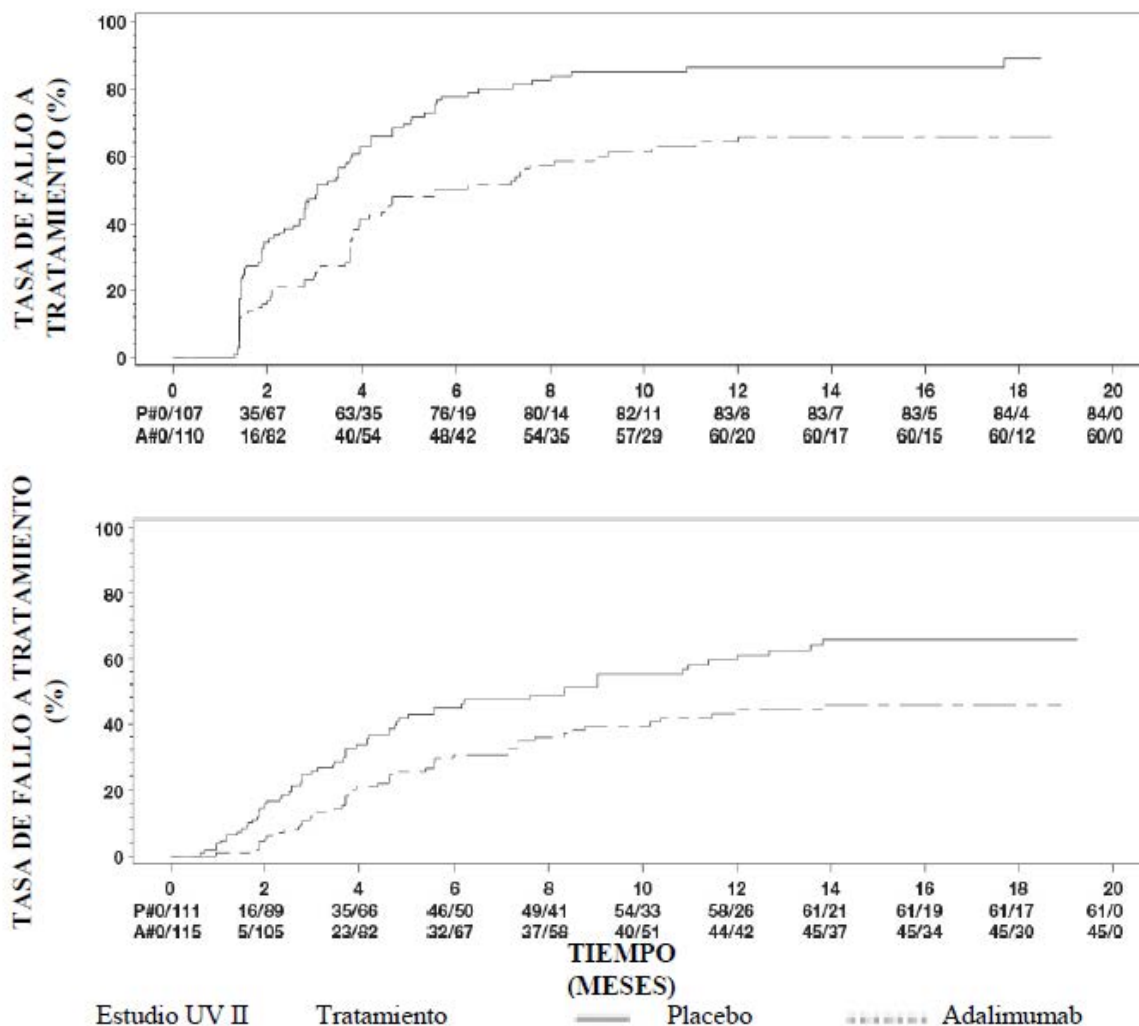 TASA DE FALLO A
TRATAMIENTO (%)
100
80
60
40
20
0
0 2 4 6 8 10 12 14 16 18 20
P#0/107 35/67 63/35 76/19 80/14 82/11 83/8 83/7 83/5 84/4 84/0
A#0/110 16/82 40/54 48/42 54/35 57/29 60/20 60/17 60/15 60/12 60/0
TASA DE FALLO A TRATAMIENTO
(%)
100
80
60
40
20
0
0 2 4 6 8 10 12 14 16 18 20
P#0/111 16/89 35/66 46/50 49/41 54/33 58/26 61/21 61/19 61/17 61/0
A#0/115 5/105 23/82 32/67 37/58 40/51 44/42 45/37 45/34 45/30 45/0
TIEMPO
(MESES)
Estudio UV II Tratamiento Placebo Adalimumab